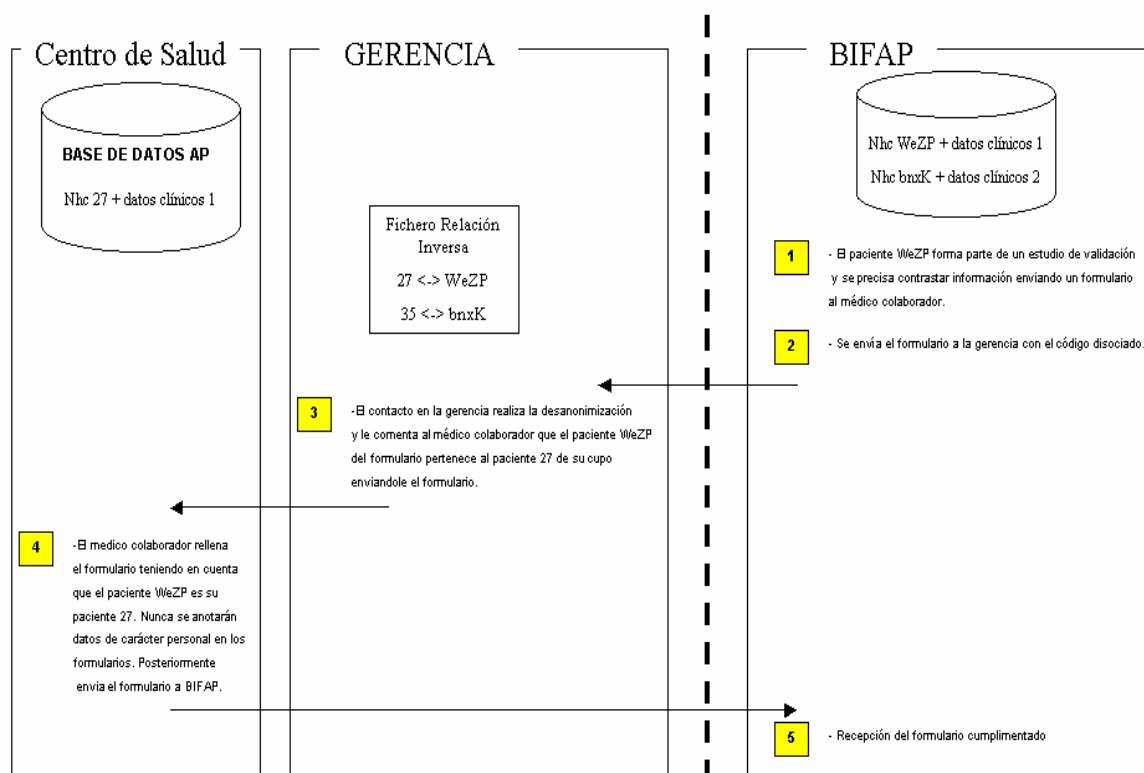 Centro de Salud
GERENCIA
BIFAP
BASE DE DATOS AP
Nhc 27 + datos clínicos 1
Nhc WeZP + datos clínicos 1
Nhc bnxK + datos clínicos 2
Fichero Relación
Inversa
27 <-> WeZP
35 <-> bnxK
1
- El paciente WeZP forma parte de un estudio de validación
y se precisa contrastar información enviando un formulario
al médico colaborador.
2
- Se envía el formulario a la gerencia con el código disociado.
3
-El contacto en la gerencia realiza la desanonimización
y le comenta al médico colaborador que el paciente WeZP
del formulario pertenece al paciente 27 de su cupo
enviandole el formulario.
4
-El medico colaborador rellena
el formulario teniendo en cuenta
que el paciente WeZP es su
paciente 27. Nunca se anotarán
datos de carácter personal en los
formularios. Posteriormente
envia el formulario a BIFAP.
5
- Recepción del formulario cumplimentado